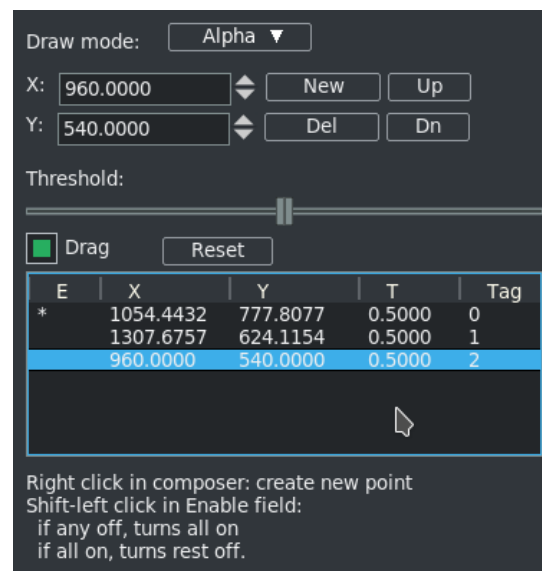 Draw mode: Alpha ▼
X: 960.0000 New Up
Y: 540.0000 Del Dn
Threshold:
Drag Reset
E X Y T Tag
* 1054.4432 777.8077 0.5000 0
1307.6757 624.1154 0.5000 1
960.0000 540.0000 0.5000 2
Right click in composer: create new point
Shift-left click in Enable field:
if any off, turns all on
if all on, turns rest off.